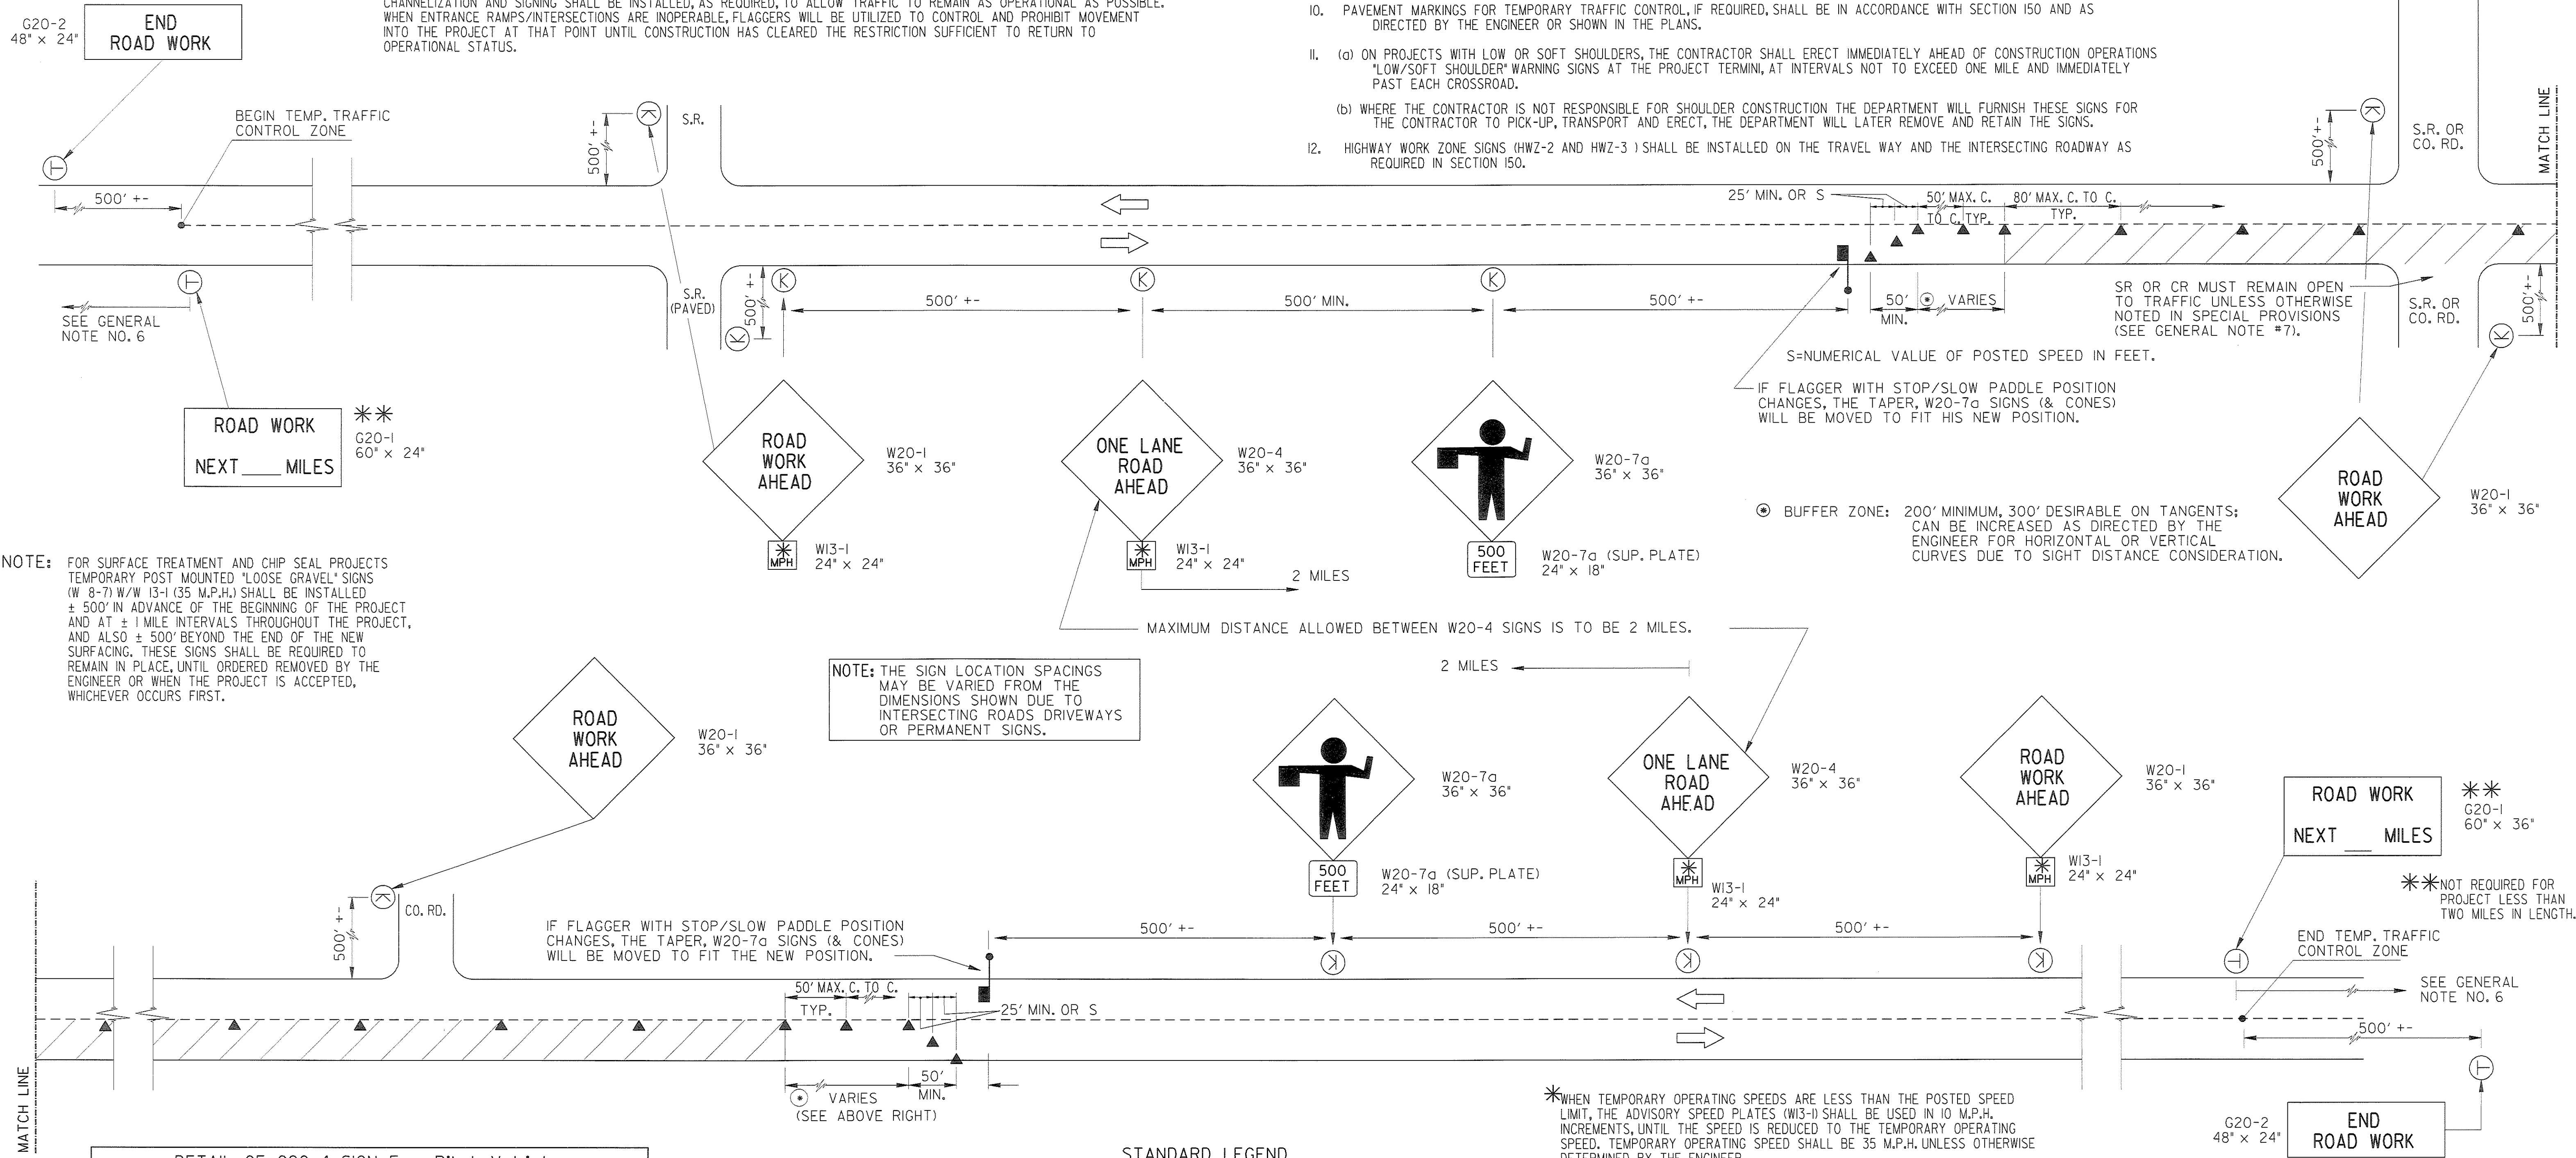 CHANNELIZATION AND SIGNING SHALL BE INSTALLED, AS REQUIRED, TO ALLOW TRAFFIC TO REMAIN AS OPERATIONAL AS POSSIBLE.
WHEN ENTRANCE RAMPS/INTERSECTIONS ARE INOPERABLE, FLAGGERS WILL BE UTILIZED TO CONTROL AND PROHIBIT MOVEMENT
INTO THE PROJECT AT THAT POINT UNTIL CONSTRUCTION HAS CLEARED THE RESTRICTION SUFFICIENT TO RETURN TO
OPERATIONAL STATUS.
10. PAVEMENT MARKINGS FOR TEMPORARY TRAFFIC CONTROL, IF REQUIRED, SHALL BE IN ACCORDANCE WITH SECTION 150 AND AS
DIRECTED BY THE ENGINEER OR SHOWN IN THE PLANS.
11. (a) ON PROJECTS WITH LOW OR SOFT SHOULDERS, THE CONTRACTOR SHALL ERECT IMMEDIATELY AHEAD OF CONSTRUCTION OPERATIONS
"LOW/SOFT SHOULDER" WARNING SIGNS AT THE PROJECT TERMINI, AT INTERVALS NOT TO EXCEED ONE MILE AND IMMEDIATELY
PAST EACH CROSSROAD.
(b) WHERE THE CONTRACTOR IS NOT RESPONSIBLE FOR SHOULDER CONSTRUCTION THE DEPARTMENT WILL FURNISH THESE SIGNS FOR
THE CONTRACTOR TO PICK-UP, TRANSPORT AND ERECT, THE DEPARTMENT WILL LATER REMOVE AND RETAIN THE SIGNS.
12. HIGHWAY WORK ZONE SIGNS (HWZ-2 AND HWZ-3 ) SHALL BE INSTALLED ON THE TRAVEL WAY AND THE INTERSECTING ROADWAY AS
REQUIRED IN SECTION 150.
G20-2
48" x 24"
END
ROAD WORK
BEGIN TEMP. TRAFFIC
CONTROL ZONE
T
500' +-
500' +-
K
S.R.
500'+-
K
S.R. OR
CO. RD.
MATCH LINE
25' MIN. OR S
50' MAX. C.
TO C. TYP.
80' MAX. C. TO C.
TYP.
T
SEE GENERAL
NOTE NO. 6
S.R.
(PAVED)
500' +-
K
K
500' +-
K
500' MIN.
K
500' +-
50'
MIN.
VARIES
SR OR CR MUST REMAIN OPEN
TO TRAFFIC UNLESS OTHERWISE
NOTED IN SPECIAL PROVISIONS
(SEE GENERAL NOTE #7).
S.R. OR
CO. RD.
K
500'+-
S=NUMERICAL VALUE OF POSTED SPEED IN FEET.
IF FLAGGER WITH STOP/SLOW PADDLE POSITION
CHANGES, THE TAPER, W20-7a SIGNS (& CONES)
WILL BE MOVED TO FIT HIS NEW POSITION.
ROAD WORK
NEXT ____ MILES
**
G20-1
60" x 24"
ROAD
WORK
AHEAD
W20-1
36" x 36"
*
MPH
W13-1
24" x 24"
ONE LANE
ROAD
AHEAD
W20-4
36" x 36"
*
MPH
W13-1
24" x 24"
W20-7a
36" x 36"
500
FEET
W20-7a (SUP. PLATE)
24" x 18"
ROAD
WORK
AHEAD
W20-1
36" x 36"
BUFFER ZONE: 200' MINIMUM, 300' DESIRABLE ON TANGENTS;
CAN BE INCREASED AS DIRECTED BY THE
ENGINEER FOR HORIZONTAL OR VERTICAL
CURVES DUE TO SIGHT DISTANCE CONSIDERATION.
2 MILES
MAXIMUM DISTANCE ALLOWED BETWEEN W20-4 SIGNS IS TO BE 2 MILES.
2 MILES
NOTE: FOR SURFACE TREATMENT AND CHIP SEAL PROJECTS
TEMPORARY POST MOUNTED "LOOSE GRAVEL" SIGNS
(W 8-7) W/W 13-1 (35 M.P.H.) SHALL BE INSTALLED
± 500' IN ADVANCE OF THE BEGINNING OF THE PROJECT
AND AT ± 1 MILE INTERVALS THROUGHOUT THE PROJECT,
AND ALSO ± 500' BEYOND THE END OF THE NEW
SURFACING. THESE SIGNS SHALL BE REQUIRED TO
REMAIN IN PLACE, UNTIL ORDERED REMOVED BY THE
ENGINEER OR WHEN THE PROJECT IS ACCEPTED,
WHICHEVER OCCURS FIRST.
NOTE: THE SIGN LOCATION SPACINGS
MAY BE VARIED FROM THE
DIMENSIONS SHOWN DUE TO
INTERSECTING ROADS DRIVEWAYS
OR PERMANENT SIGNS.
ROAD
WORK
AHEAD
W20-1
36" x 36"
W20-7a
36" x 36"
500
FEET
W20-7a (SUP. PLATE)
24" x 18"
ONE LANE
ROAD
AHEAD
W20-4
36" x 36"
*
MPH
W13-1
24" x 24"
ROAD
WORK
AHEAD
W20-1
36" x 36"
*
MPH
W13-1
24" x 24"
ROAD WORK
NEXT ___ MILES
**
G20-1
60" x 36"
**NOT REQUIRED FOR
PROJECT LESS THAN
TWO MILES IN LENGTH.
K
CO. RD.
500' +-
IF FLAGGER WITH STOP/SLOW PADDLE POSITION
CHANGES, THE TAPER, W20-7a SIGNS (& CONES)
WILL BE MOVED TO FIT THE NEW POSITION.
500' +-
500' +-
500' +-
K
K
K
T
END TEMP. TRAFFIC
CONTROL ZONE
SEE GENERAL
NOTE NO. 6
50' MAX. C. TO C.
TYP.
25' MIN. OR S
500' +-
T
MATCH LINE
VARIES
(SEE ABOVE RIGHT)
50'
MIN.
*WHEN TEMPORARY OPERATING SPEEDS ARE LESS THAN THE POSTED SPEED
LIMIT, THE ADVISORY SPEED PLATES (W13-1) SHALL BE USED IN 10 M.P.H.
INCREMENTS, UNTIL THE SPEED IS REDUCED TO THE TEMPORARY OPERATING
SPEED. TEMPORARY OPERATING SPEED SHALL BE 35 M.P.H. UNLESS OTHERWISE
DETERMINED BY THE ENGINEER
G20-2
48" x 24"
END
ROAD WORK
STANDARD LEGEND